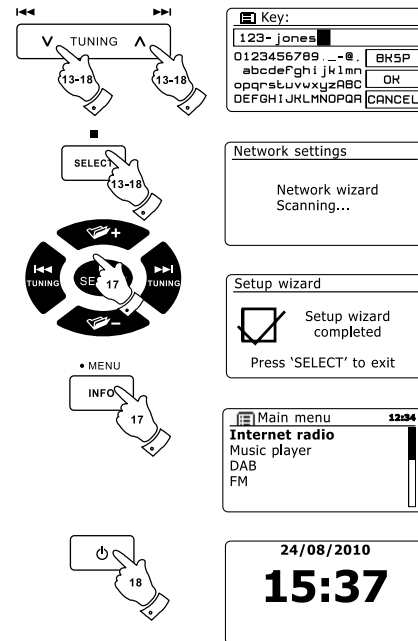 TUNING
13-18
13-18
Key:
123-jones
0123456789._-@, BKSP
abcdefghijklmn OK
opqrstuvwxyzABC
DEFGHIJKLMNOPQR CANCEL
SELECT
13-18
Network settings
Network wizard
Scanning...
+
TUNING
SE
17
TUNING
-
Setup wizard
Setup wizard
completed
Press ‘SELECT’ to exit
• MENU
INFO
17
Main menu 12:34
Internet radio
Music player
DAB
FM
18
24/08/2010
15:37